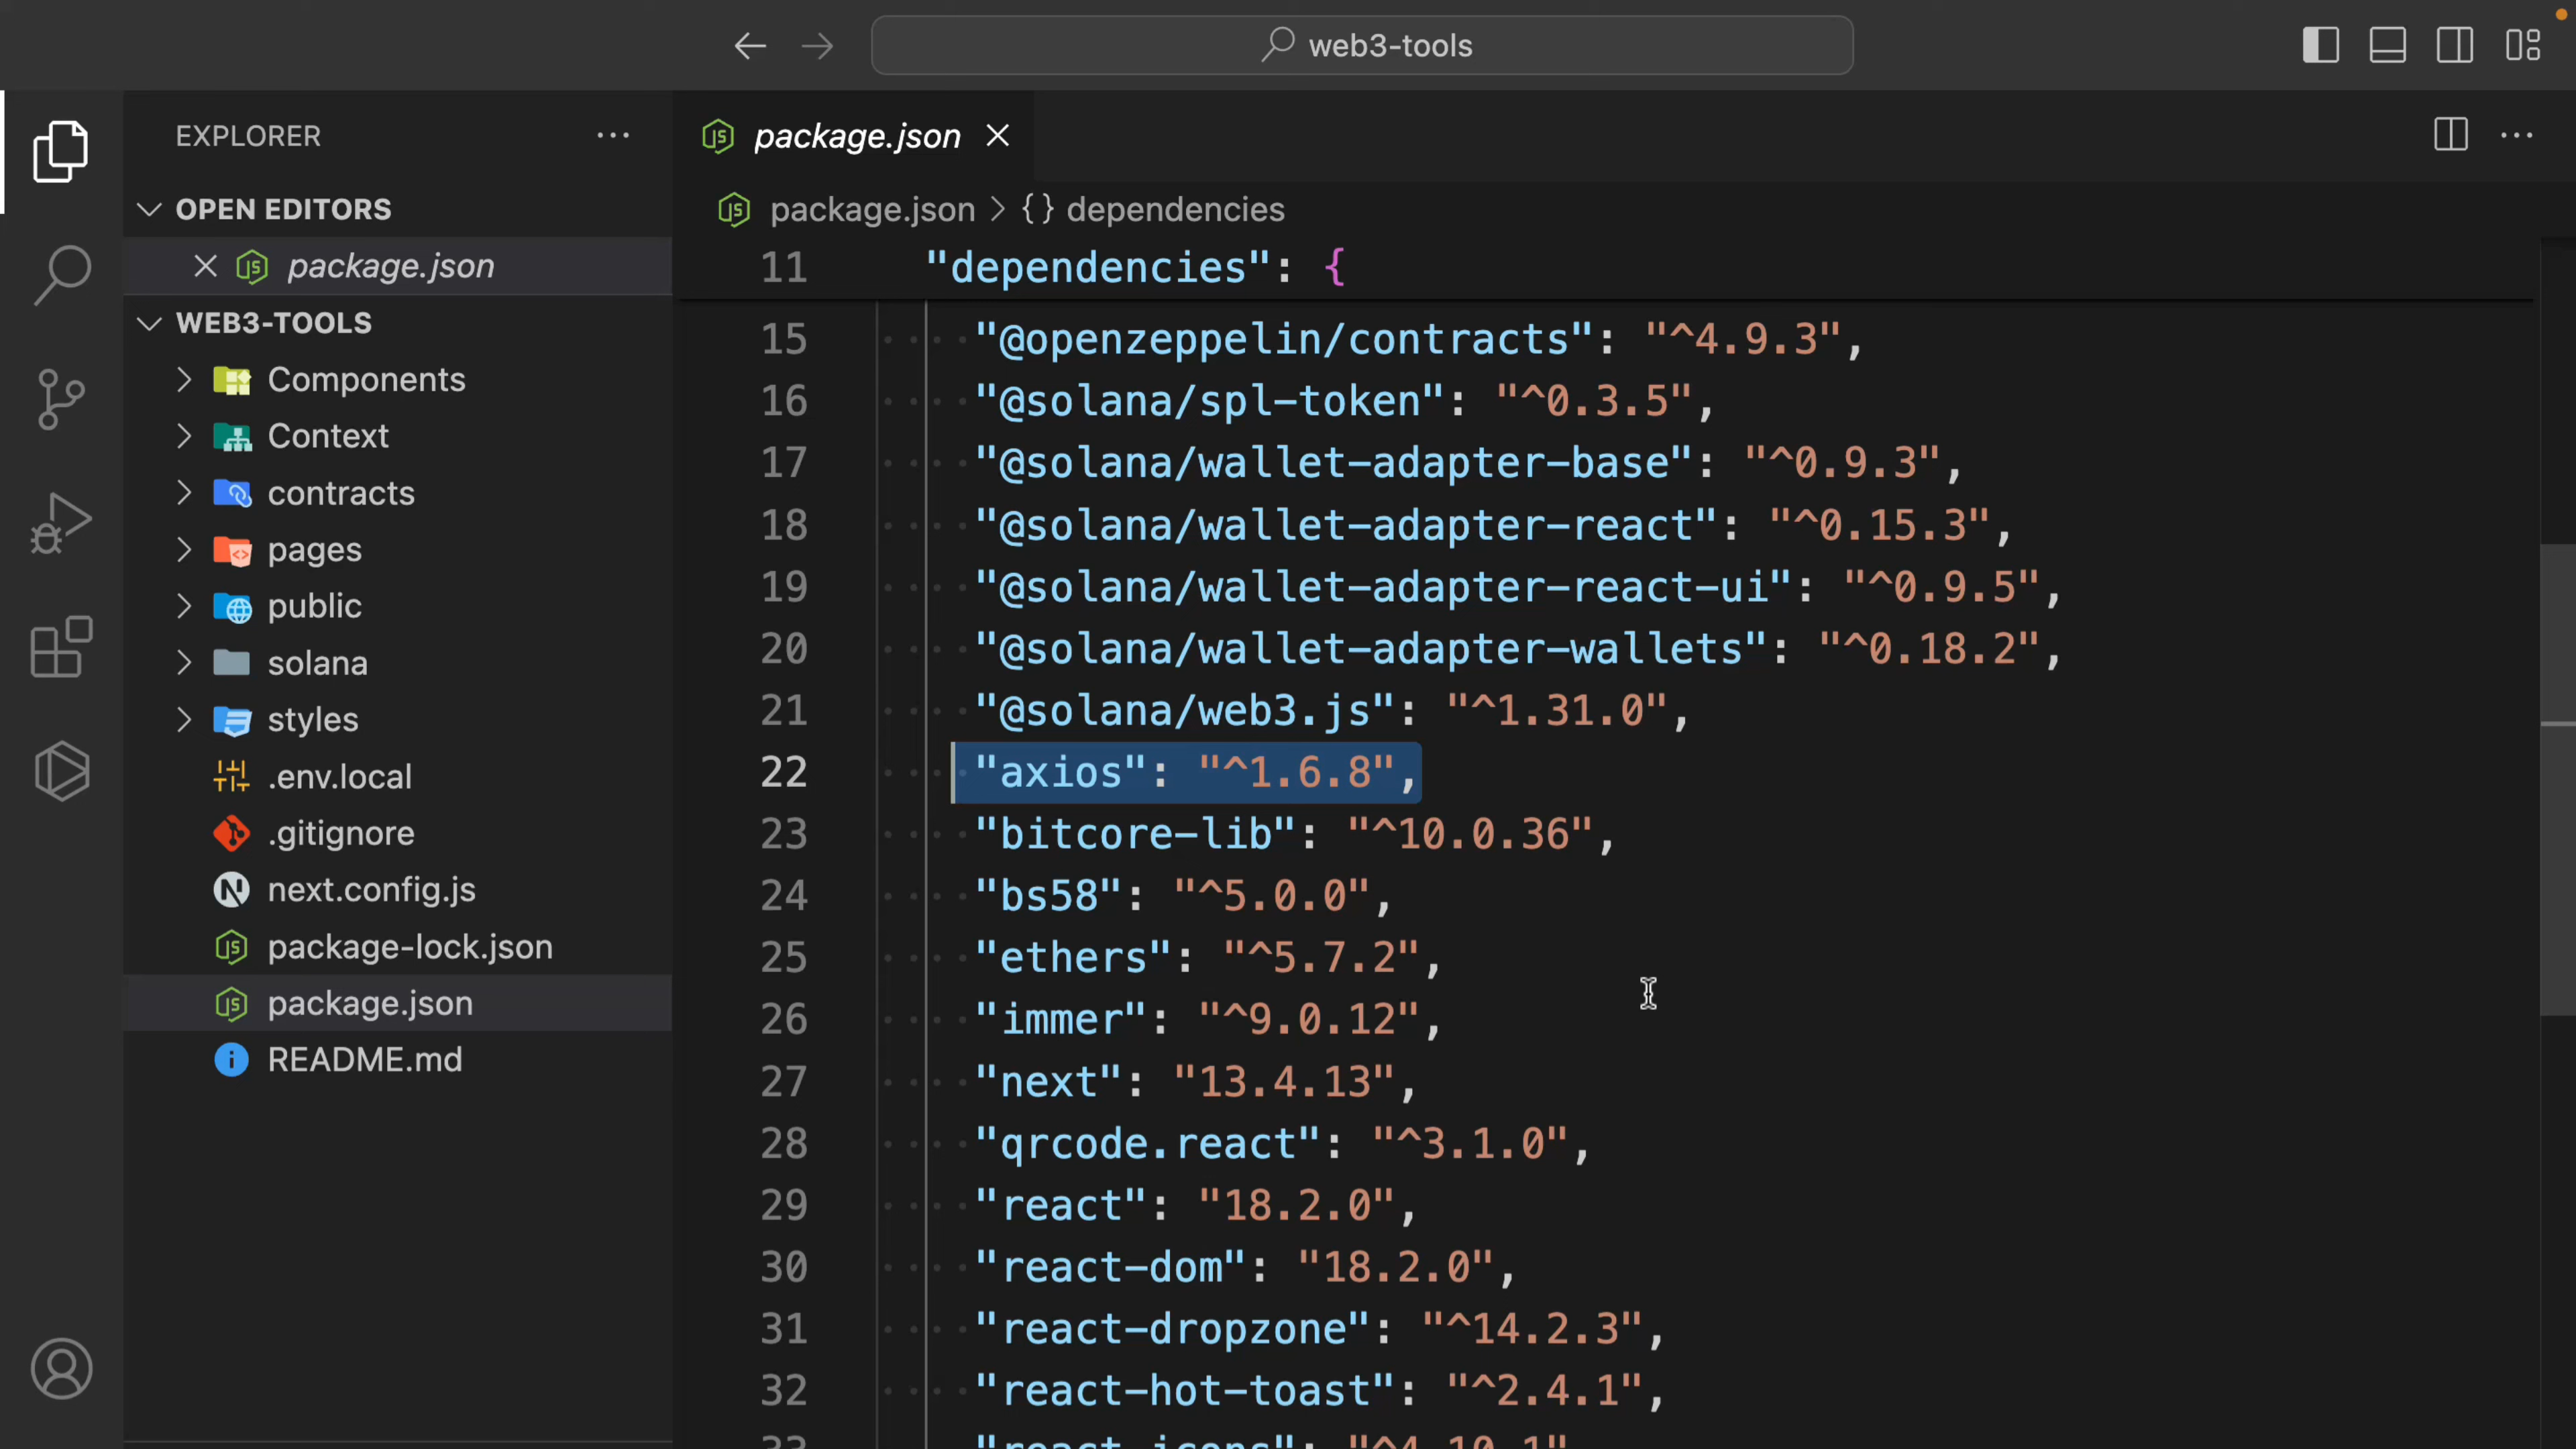 web3-tools
EXPLORER
OPEN EDITORS
package.json
WEB3-TOOLS
Components
Context
contracts
pages
public
solana
styles
.env.local
.gitignore
next.config.js
package-lock.json
package.json
README.md
package.json
package.json > {} dependencies
11 "dependencies": {
15 "@openzeppelin/contracts": "^4.9.3",
16 "@solana/spl-token": "^0.3.5",
17 "@solana/wallet-adapter-base": "^0.9.3",
18 "@solana/wallet-adapter-react": "^0.15.3",
19 "@solana/wallet-adapter-react-ui": "^0.9.5",
20 "@solana/wallet-adapter-wallets": "^0.18.2",
21 "@solana/web3.js": "^1.31.0",
22 "axios": "^1.6.8",
23 "bitcore-lib": "^10.0.36",
24 "bs58": "^5.0.0",
25 "ethers": "^5.7.2",
26 "immer": "^9.0.12",
27 "next": "13.4.13",
28 "qrcode.react": "^3.1.0",
29 "react": "18.2.0",
30 "react-dom": "18.2.0",
31 "react-dropzone": "^14.2.3",
32 "react-hot-toast": "^2.4.1",
33 "react-icons": "^4.10.1"